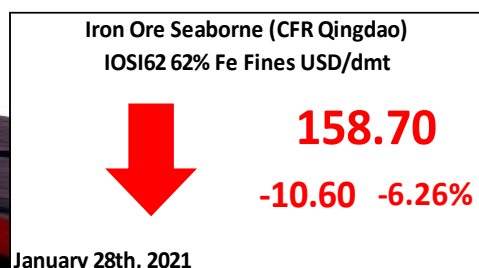 Iron Ore Seaborne (CFR Qingdao)
IOSI62 62% Fe Fines USD/dmt
158.70
-10.60 -6.26%
January 28th, 2021